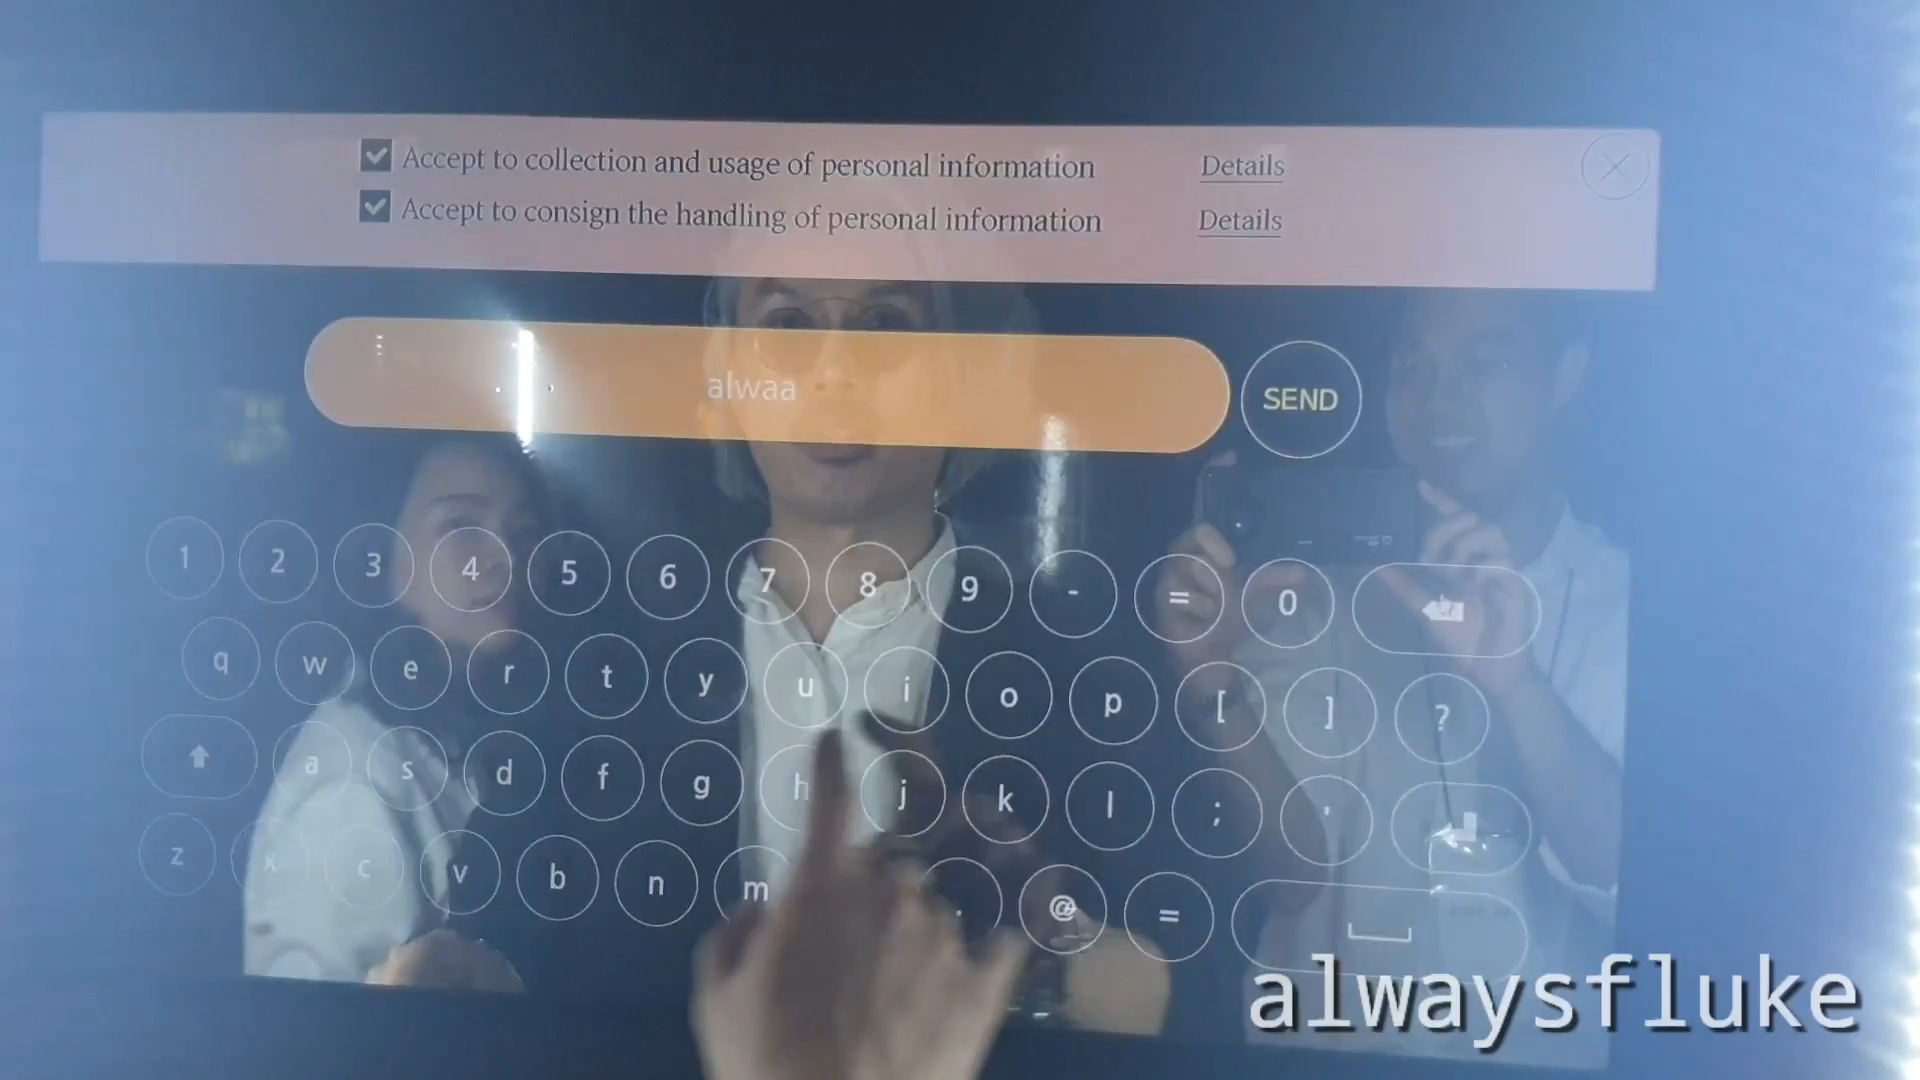 Accept to collection and usage of personal information Details
Accept to consign the handling of personal information Details
alwaa
SEND
1 2 3 4 5 6 7 8 9 - = 0
q w e r t y u i o p [ ] ?
a s d f g h j k l ; '
z x c v b n m . @ =
alwaysfluke